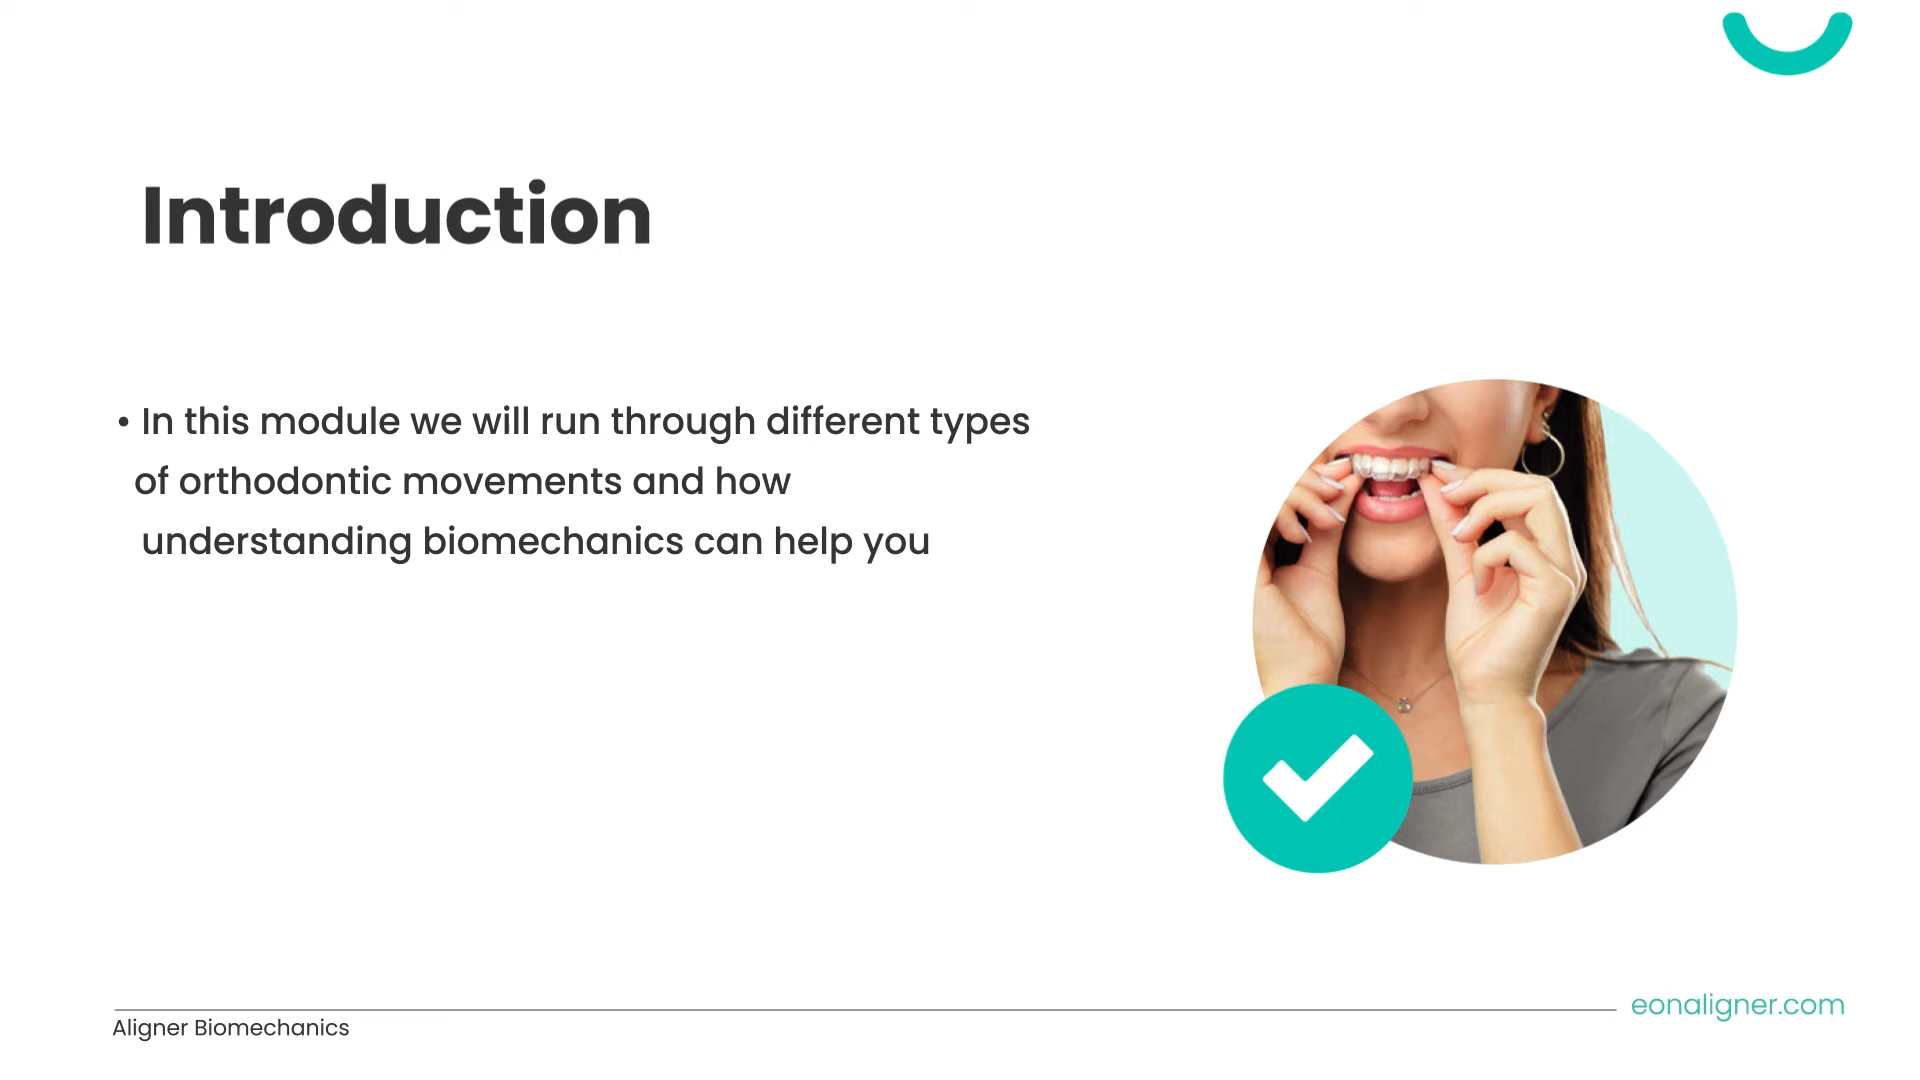 Introduction
• In this module we will run through different types
of orthodontic movements and how
understanding biomechanics can help you
eonaligner.com
Aligner Biomechanics